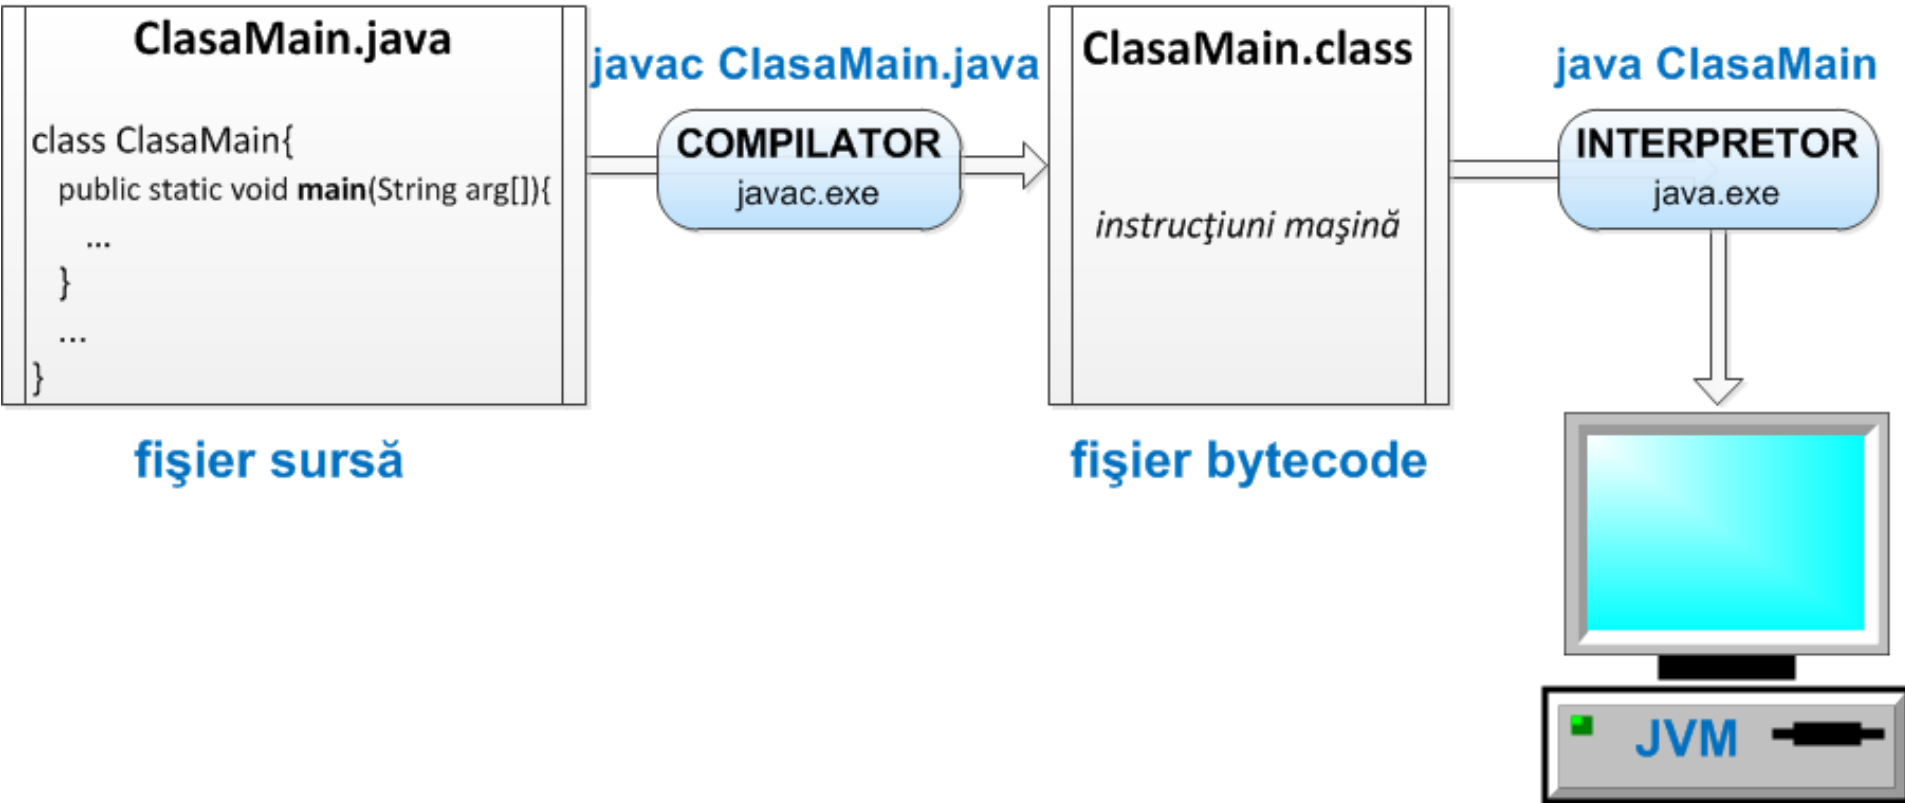 ClasaMain.java
class ClasaMain{
public static void main(String arg[]){
...
}
...
}
fişier sursă
javac ClasaMain.java
COMPILATOR
javac.exe
ClasaMain.class
instrucţiuni maşină
fişier bytecode
java ClasaMain
INTERPRETOR
java.exe
JVM